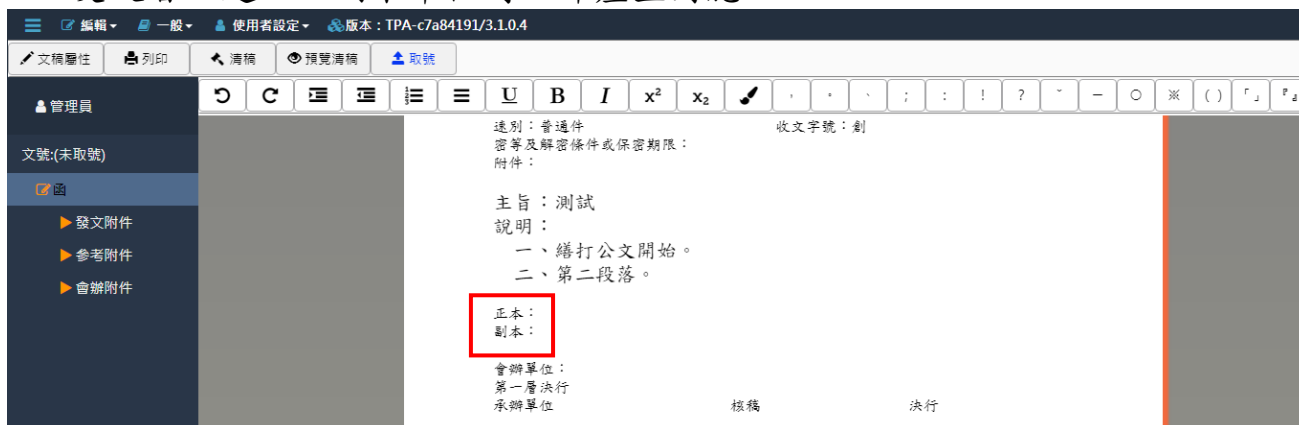 編輯 一般 使用者設定 版本：TPA-c7a84191/3.1.0.4
文稿屬性 列印 清稿 預覽清稿 取號
管理員
U B I x² x₂ , 。 、 ; : ! ? ˇ — ○ ※ ( ) 「」 『』
文號:(未取號)
函
發文附件
參考附件
會辦附件
速別：普通件 收文字號：創
密等及解密條件或保密期限：
附件：
主旨：測試
說明：
一、繕打公文開始。
二、第二段落。
正本：
副本：
會辦單位：
第一層決行
承辦單位 核稿 決行